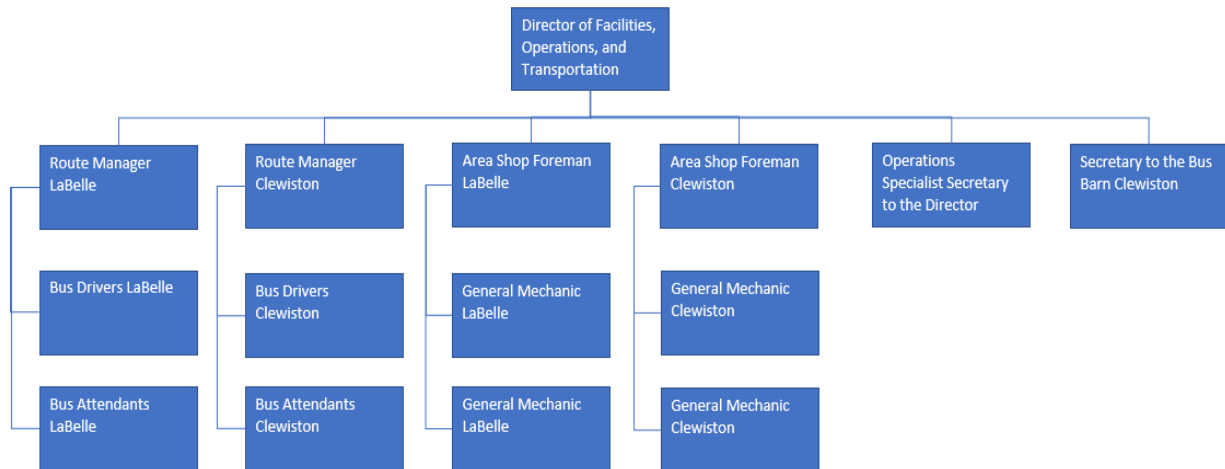 Director of Facilities,
Operations, and
Transportation
Route Manager
LaBelle
Route Manager
Clewiston
Area Shop Foreman
LaBelle
Area Shop Foreman
Clewiston
Operations
Specialist Secretary
to the Director
Secretary to the Bus
Barn Clewiston
Bus Drivers LaBelle
Bus Drivers
Clewiston
General Mechanic
LaBelle
General Mechanic
Clewiston
Bus Attendants
LaBelle
Bus Attendants
Clewiston
General Mechanic
LaBelle
General Mechanic
Clewiston